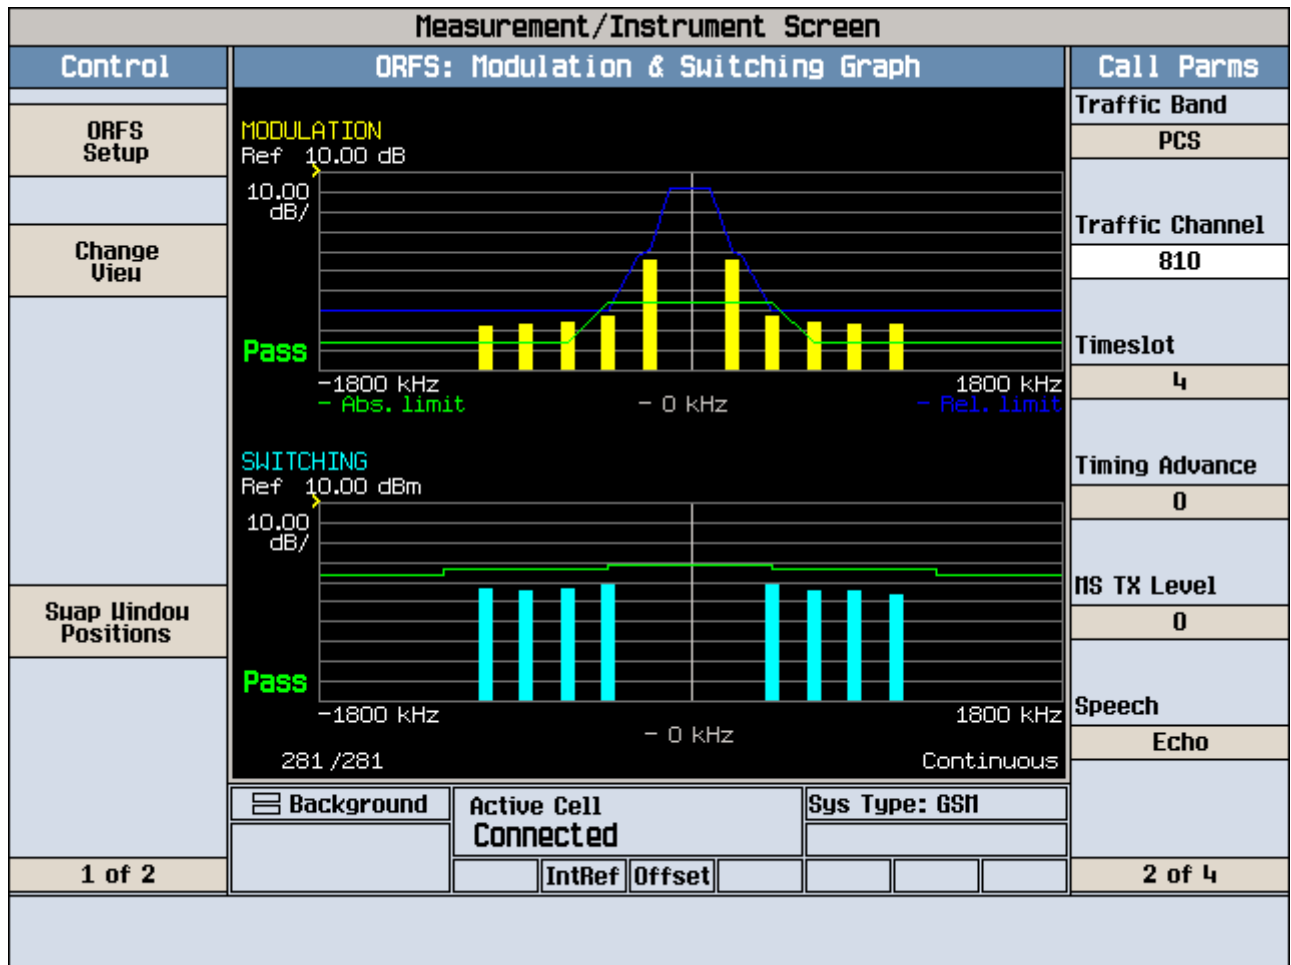 Measurement/Instrument Screen
Control
ORFS: Modulation & Switching Graph
Call Parms
ORFS
Setup
Change
View
Swap Window
Positions
1 of 2
MODULATION
Ref 10.00 dB
10.00
dB/
Pass
-1800 kHz
1800 kHz
- Abs. limit
- 0 kHz
- Rel. limit
SWITCHING
Ref 10.00 dBm
10.00
dB/
Pass
-1800 kHz
1800 kHz
- 0 kHz
281 /281
Continuous
Background
Active Cell
Connected
Sys Type: GSM
IntRef
Offset
Traffic Band
PCS
Traffic Channel
810
Timeslot
4
Timing Advance
0
MS TX Level
0
Speech
Echo
2 of 4